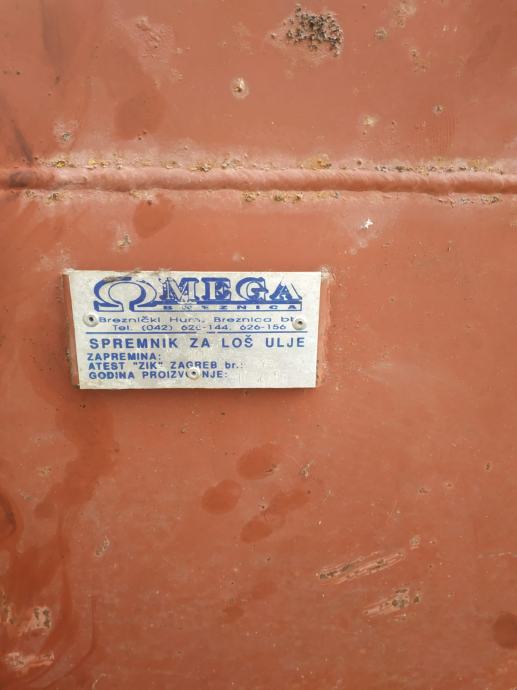 ΩMEGA
BREZNICA
Breznički Hum, Breznica bb
Tel. (042) 626-144, 626-156
SPREMNIK ZA LOŠ ULJE
ZAPREMINA:
ATEST "ZIK" ZAGREB br.:
GODINA PROIZVODNJE: